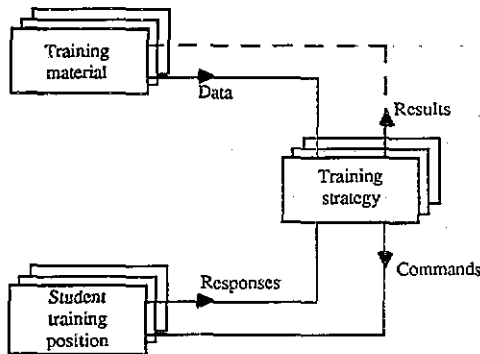 Training
material
Data
Results
Training
strategy
Commands
Responses
Student
training
position